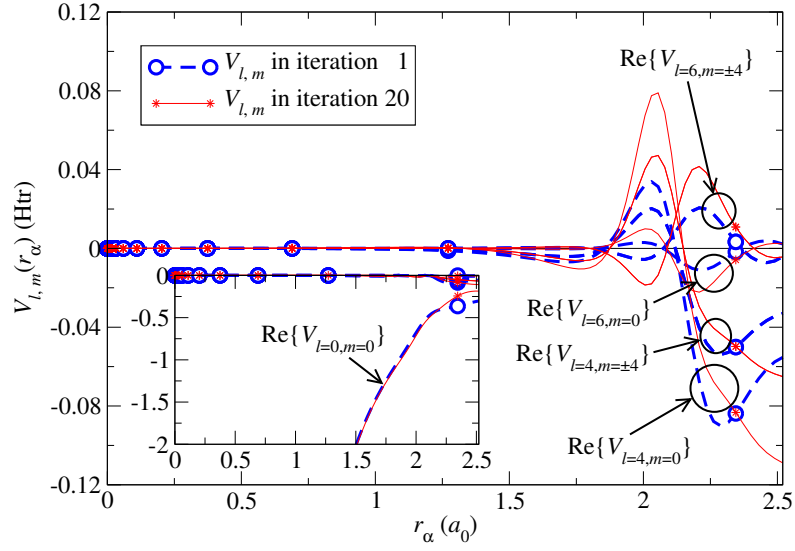 0.12
0.08
0.04
0
-0.04
-0.08
-0.12
V_{l, m}(r_α) (Htr)
V_{l, m} in iteration 1
V_{l, m} in iteration 20
Re{V_{l=6,m=±4}}
Re{V_{l=6,m=0}}
Re{V_{l=4,m=±4}}
Re{V_{l=4,m=0}}
0
-0.5
-1
-1.5
-2
Re{V_{l=0,m=0}}
0 0.5 1 1.5 2 2.5
0 0.5 1 1.5 2 2.5
r_α (a_0)